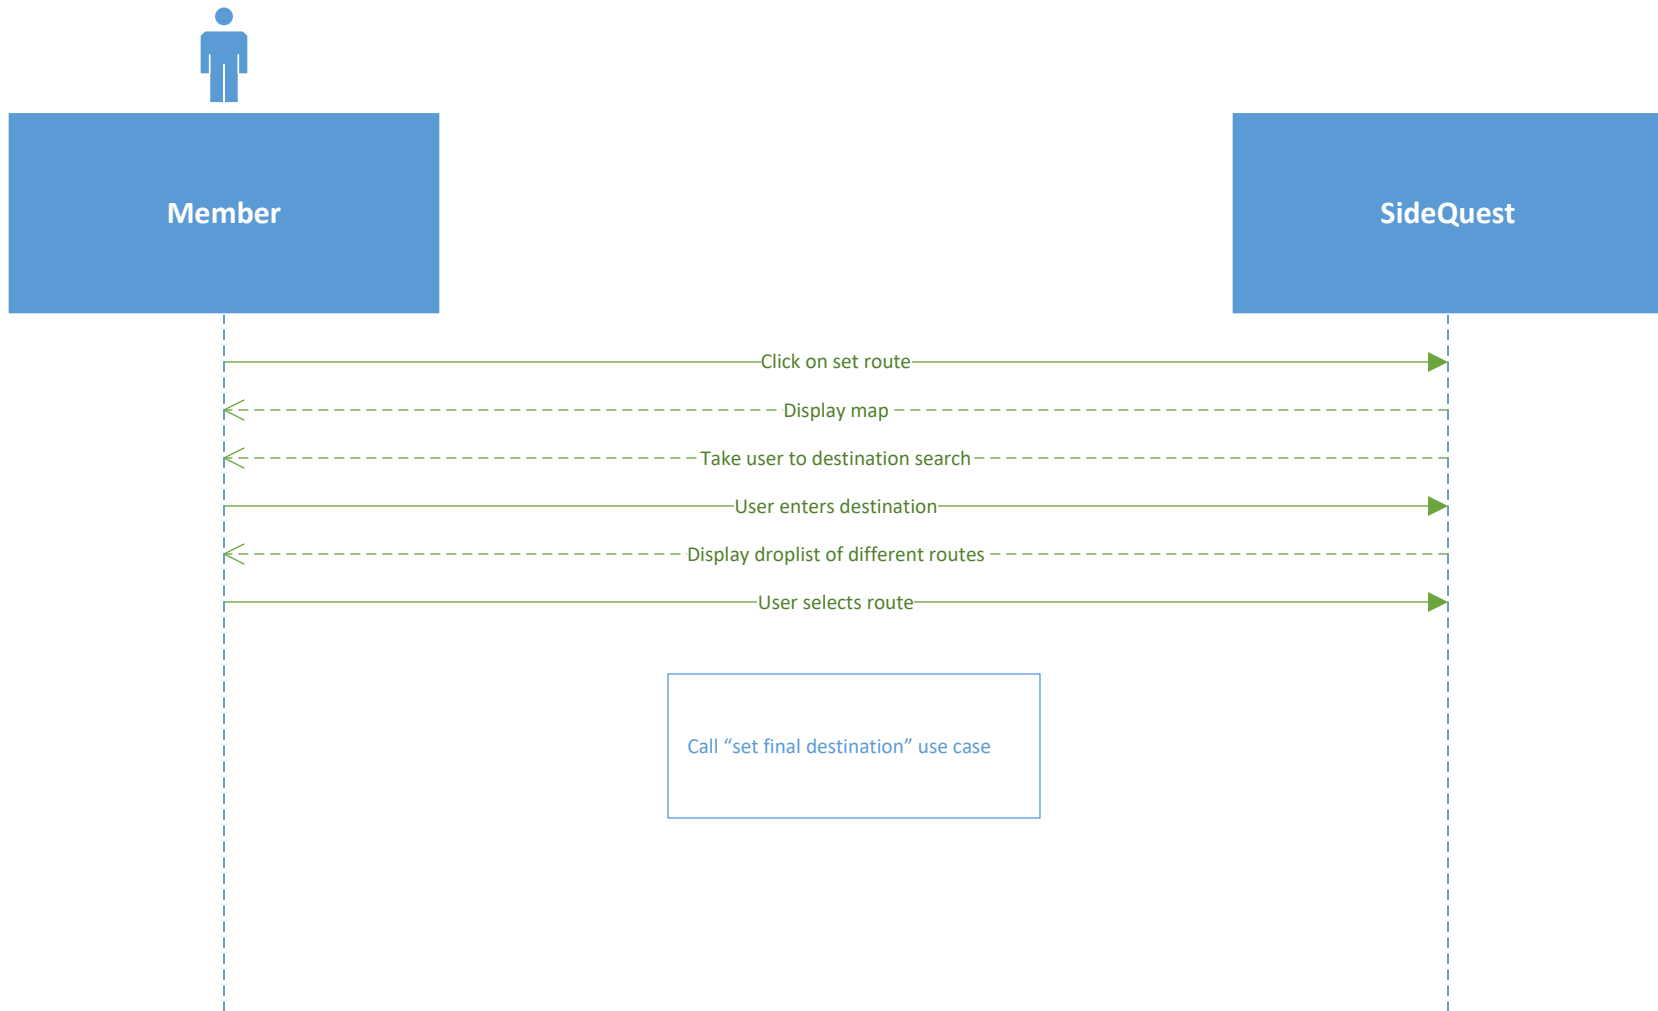 Member
SideQuest
Click on set route
Display map
Take user to destination search
User enters destination
Display droplist of different routes
User selects route
Call “set final destination” use case